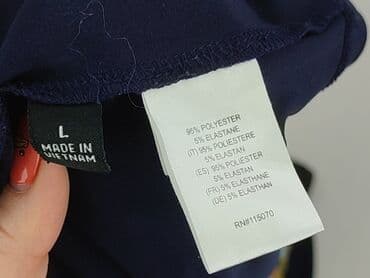 L
MADE IN
VIETNAM
95% POLYESTER
5% ELASTANE
(IT) 95% POLIESTERE
5% ELASTAN
(ES) 95% POLIESTER
5% ELASTAN
(FR) 5% ELASTHANE
(DE) 5% ELASTHAN
RN#115070